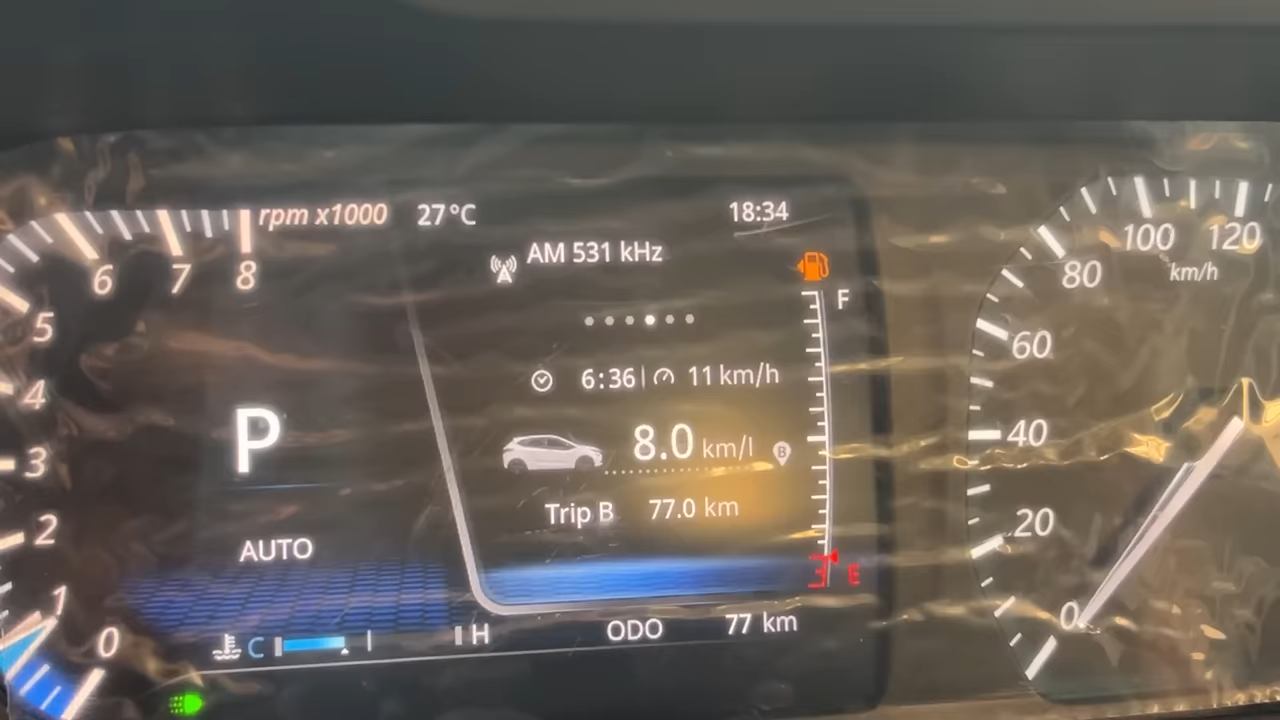 rpm x1000 27°C 18:34
AM 531 kHz
F
6:36 | 11 km/h
8.0 km/l B
Trip B 77.0 km
E
P
AUTO
C H ODO 77 km
0
1
2
3
4
5
6 7 8
0
20
40
60
80
100
120
km/h